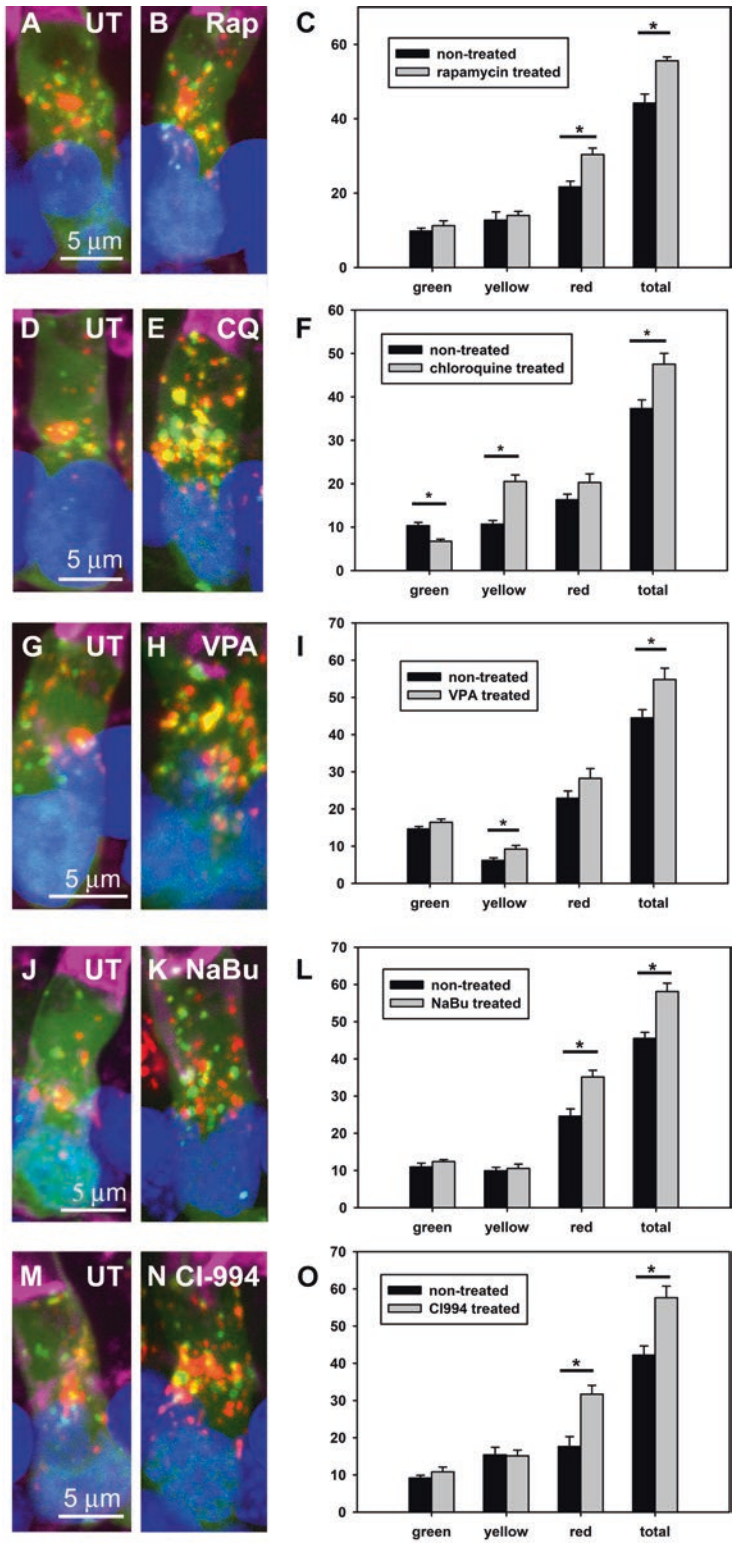 A UT
B Rap
5 µm
C
60
40
20
0
non-treated
rapamycin treated
*
*
green yellow red total
D UT
E CQ
5 µm
F
60
50
40
30
20
10
0
non-treated
chloroquine treated
*
*
*
green yellow red total
G UT
H VPA
5 µm
I
70
60
50
40
30
20
10
0
non-treated
VPA treated
*
*
green yellow red total
J UT
K NaBu
5 µm
L
70
60
50
40
30
20
10
0
non-treated
NaBu treated
*
*
green yellow red total
M UT
N CI-994
5 µm
O
70
60
50
40
30
20
10
0
non-treated
CI994 treated
*
*
green yellow red total